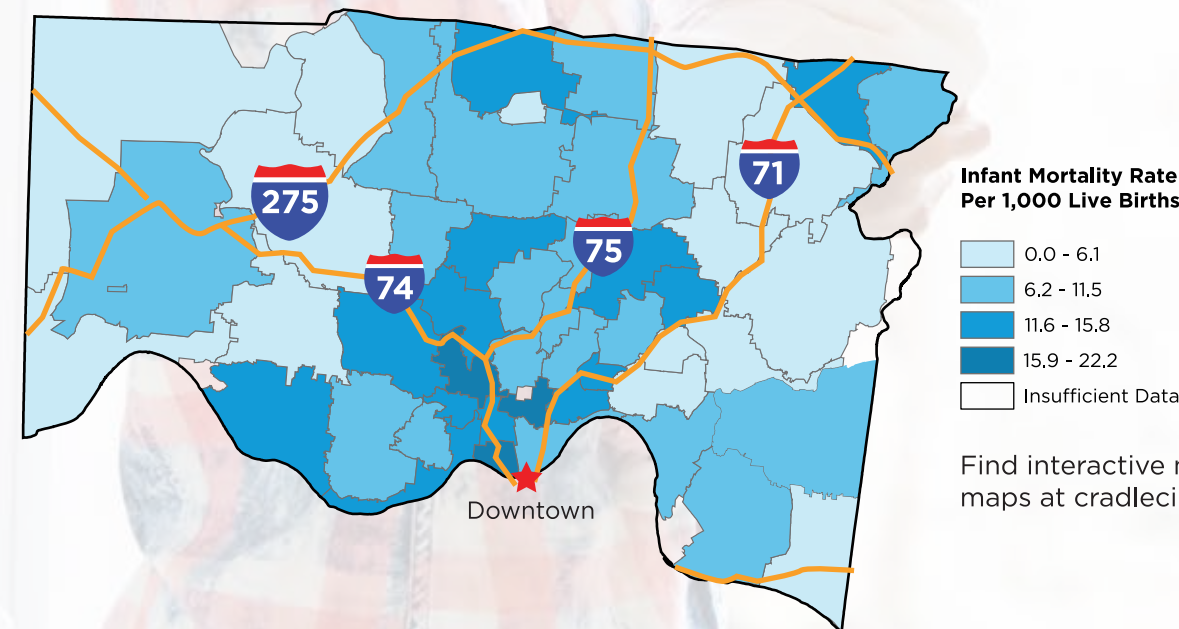 275
74
75
71
Downtown
Infant Mortality Rate
Per 1,000 Live Births
0.0 - 6.1
6.2 - 11.5
11.6 - 15.8
15.9 - 22.2
Insufficient Data
Find interactive
maps at